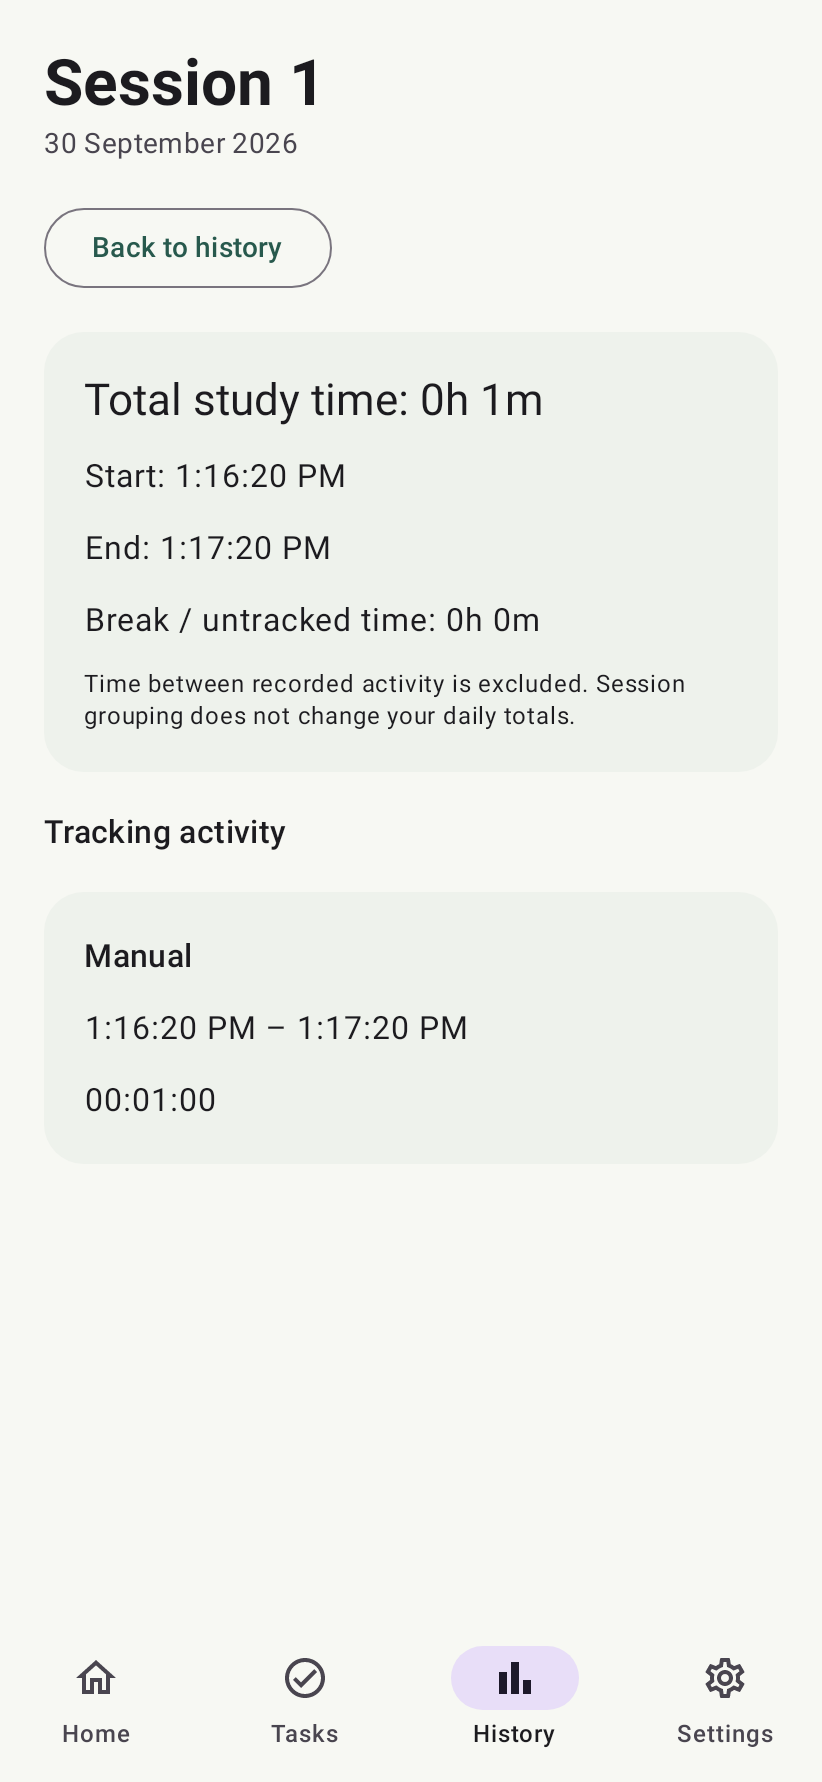 Session 1
30 September 2026
Back to history
Total study time: 0h 1m
Start: 1:16:20 PM
End: 1:17:20 PM
Break / untracked time: 0h 0m
Time between recorded activity is excluded. Session
grouping does not change your daily totals.
Tracking activity
Manual
1:16:20 PM – 1:17:20 PM
00:01:00
Home
Tasks
History
Settings